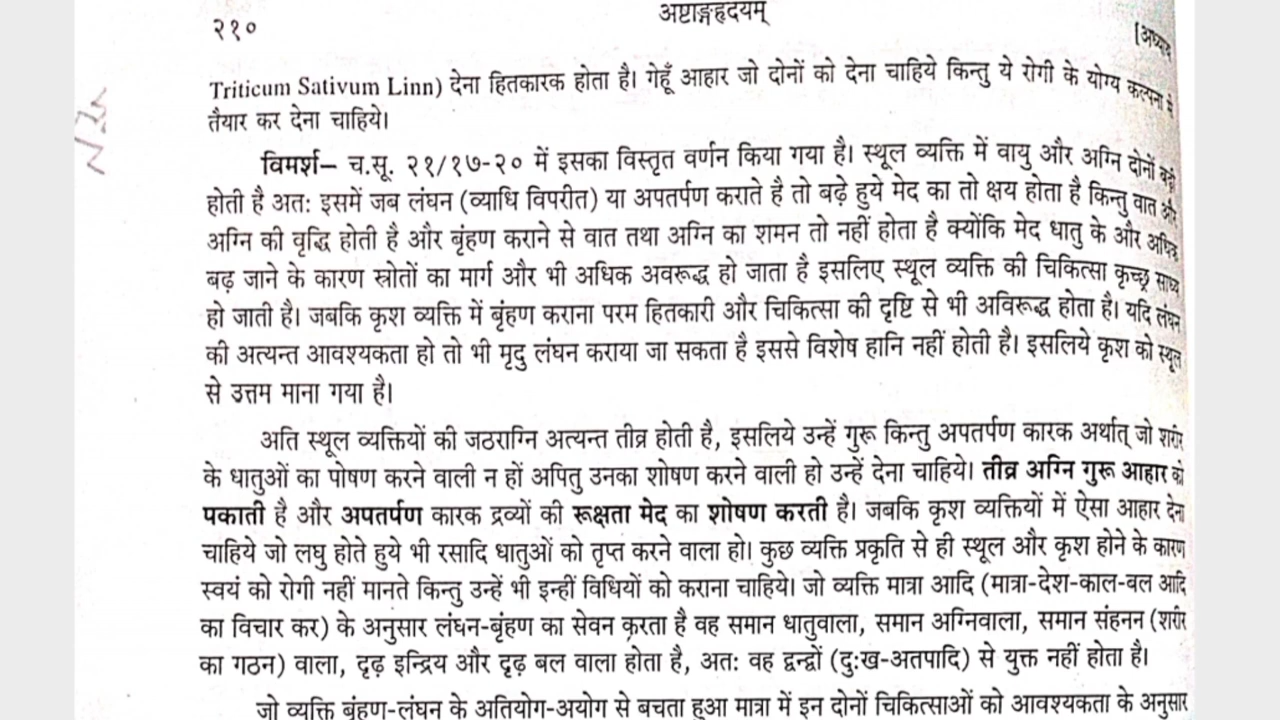 २१०
अष्टाङ्गहृदयम्
[अध्याय
Triticum Sativum Linn) देना हितकारक होता है। गेहूँ आहार जो दोनों को देना चाहिये किन्तु ये रोगी के योग्य कल्पना में
तैयार कर देना चाहिये।
विमर्श– च.सू. २१/१७-२० में इसका विस्तृत वर्णन किया गया है। स्थूल व्यक्ति में वायु और अग्नि दोनों बढ़ी
होती है अत: इसमें जब लंघन (व्याधि विपरीत) या अपतर्पण कराते है तो बढ़े हुये मेद का तो क्षय होता है किन्तु वात और
अग्नि की वृद्धि होती है और बृंहण कराने से वात तथा अग्नि का शमन तो नहीं होता है क्योंकि मेद धातु के और अधिक
बढ़ जाने के कारण स्रोतों का मार्ग और भी अधिक अवरूद्ध हो जाता है इसलिए स्थूल व्यक्ति की चिकित्सा कृच्छ्र साध्य
हो जाती है। जबकि कृश व्यक्ति में बृंहण कराना परम हितकारी और चिकित्सा की दृष्टि से भी अविरूद्ध होता है। यदि लंघन
की अत्यन्त आवश्यकता हो तो भी मृदु लंघन कराया जा सकता है इससे विशेष हानि नहीं होती है। इसलिये कृश को स्थूल
से उत्तम माना गया है।
अति स्थूल व्यक्तियों की जठराग्नि अत्यन्त तीव्र होती है, इसलिये उन्हें गुरू किन्तु अपतर्पण कारक अर्थात् जो शरीर
के धातुओं का पोषण करने वाली न हों अपितु उनका शोषण करने वाली हो उन्हें देना चाहिये। तीव्र अग्नि गुरू आहार को
पकाती है और अपतर्पण कारक द्रव्यों की रूक्षता मेद का शोषण करती है। जबकि कृश व्यक्तियों में ऐसा आहार देना
चाहिये जो लघु होते हुये भी रसादि धातुओं को तृप्त करने वाला हो। कुछ व्यक्ति प्रकृति से ही स्थूल और कृश होने के कारण
स्वयं को रोगी नहीं मानते किन्तु उन्हें भी इन्हीं विधियों को कराना चाहिये। जो व्यक्ति मात्रा आदि (मात्रा-देश-काल-बल आदि
का विचार कर) के अनुसार लंघन-बृंहण का सेवन करता है वह समान धातुवाला, समान अग्निवाला, समान संहनन (शरीर
का गठन) वाला, दृढ़ इन्द्रिय और दृढ़ बल वाला होता है, अत: वह द्वन्द्वों (दु:ख-अतपादि) से युक्त नहीं होता है।
जो व्यक्ति बृंहण-लंघन के अतियोग-अयोग से बचता हुआ मात्रा में इन दोनों चिकित्साओं को आवश्यकता के अनुसार